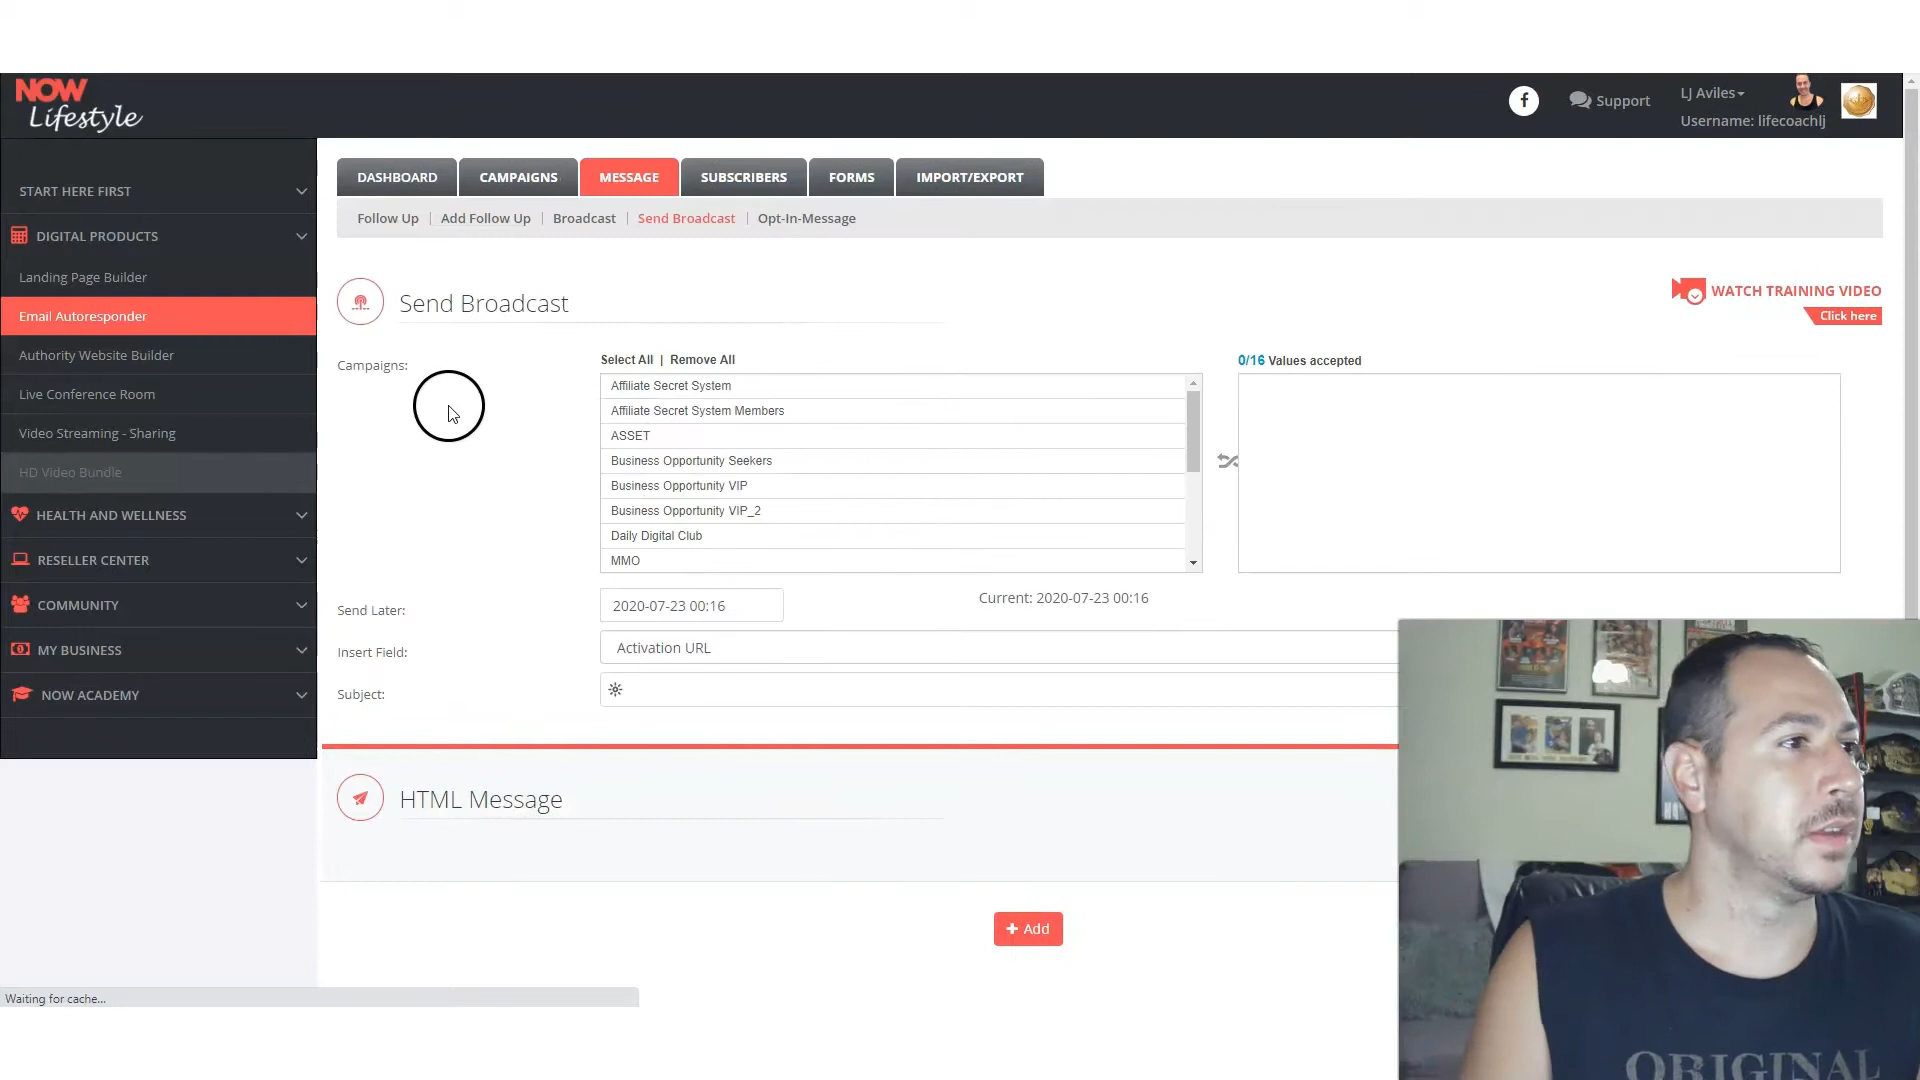 NOW
Lifestyle
Support
LJ Aviles
Username: lifecoachlj
START HERE FIRST
DIGITAL PRODUCTS
Landing Page Builder
Email Autoresponder
Authority Website Builder
Live Conference Room
Video Streaming - Sharing
HD Video Bundle
HEALTH AND WELLNESS
RESELLER CENTER
COMMUNITY
MY BUSINESS
NOW ACADEMY
DASHBOARD CAMPAIGNS MESSAGE SUBSCRIBERS FORMS IMPORT/EXPORT
Follow Up | Add Follow Up | Broadcast | Send Broadcast | Opt-In-Message
Send Broadcast
WATCH TRAINING VIDEO
Click here
Campaigns:
Select All | Remove All
0/16 Values accepted
Affiliate Secret System
Affiliate Secret System Members
ASSET
Business Opportunity Seekers
Business Opportunity VIP
Business Opportunity VIP_2
Daily Digital Club
MMO
Send Later:
2020-07-23 00:16
Current: 2020-07-23 00:16
Insert Field:
Activation URL
Subject:
HTML Message
+ Add
Waiting for cache...
ORIGINAL